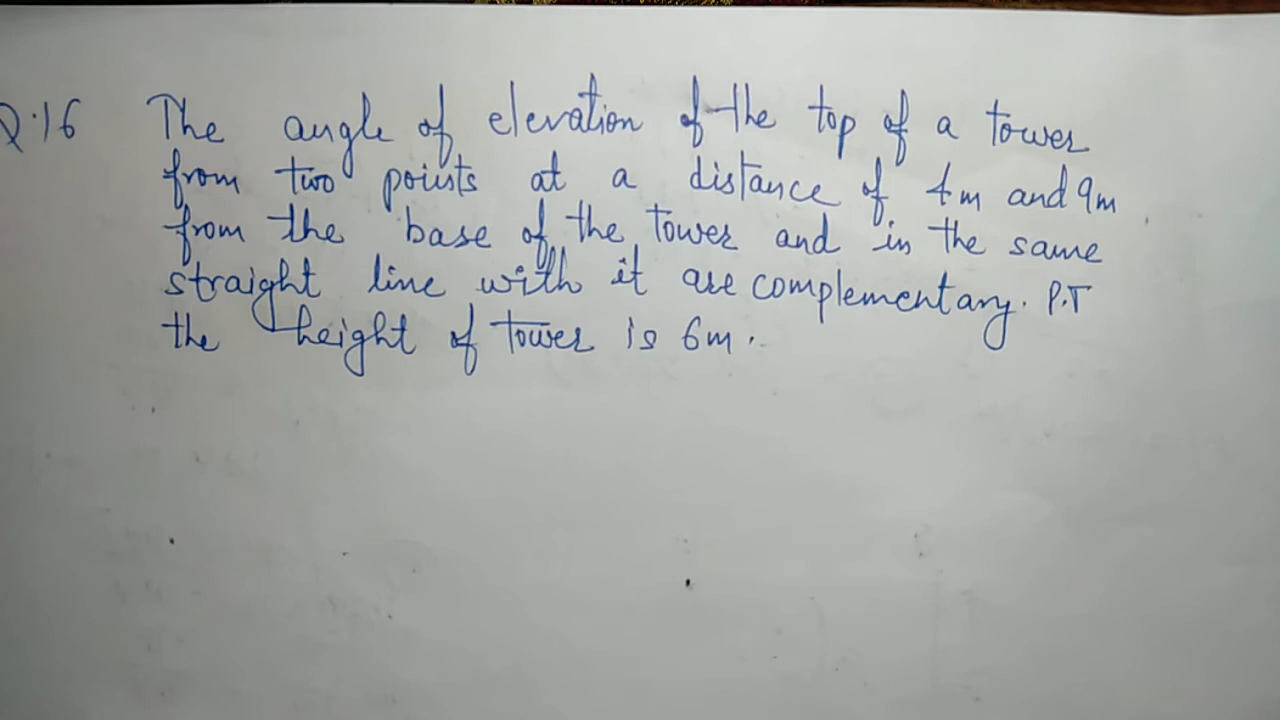 Q.16 The angle of elevation of the top of a tower
from two points at a distance of 4m and 9m
from the base of the tower and in the same
straight line with it are complementary. P.T
the height of tower is 6m.